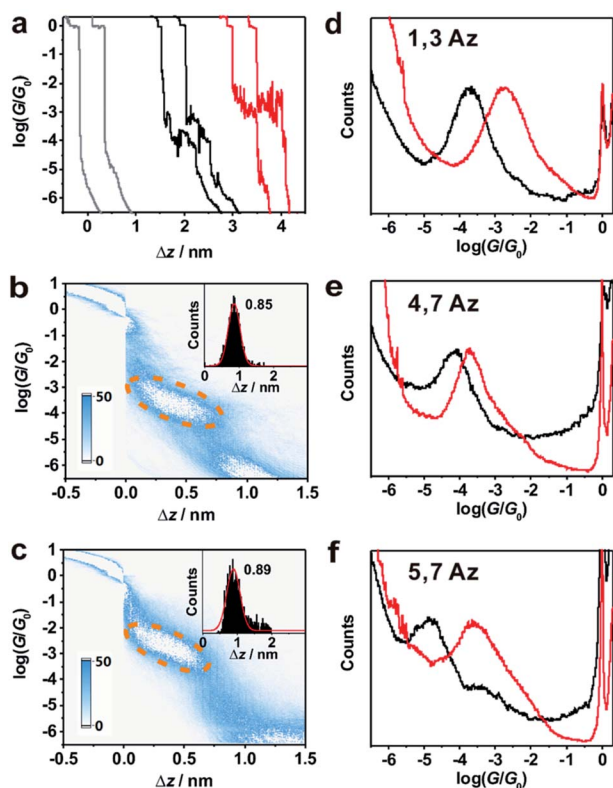 a
log(G/G0)
0
-1
-2
-3
-4
-5
-6
0 1 2 3 4
Δz / nm
b
log(G/G0)
1
0
-1
-2
-3
-4
-5
-6
50
0
Counts
0.85
0 1 2 3
Δz / nm
-0.5 0.0 0.5 1.0 1.5
Δz / nm
c
log(G/G0)
1
0
-1
-2
-3
-4
-5
-6
50
0
Counts
0.89
0 1 2 3
Δz / nm
-0.5 0.0 0.5 1.0 1.5
Δz / nm
d
1,3 Az
Counts
-6 -5 -4 -3 -2 -1 0
log(G/G0)
e
4,7 Az
Counts
-6 -5 -4 -3 -2 -1 0
log(G/G0)
f
5,7 Az
Counts
-6 -5 -4 -3 -2 -1 0
log(G/G0)